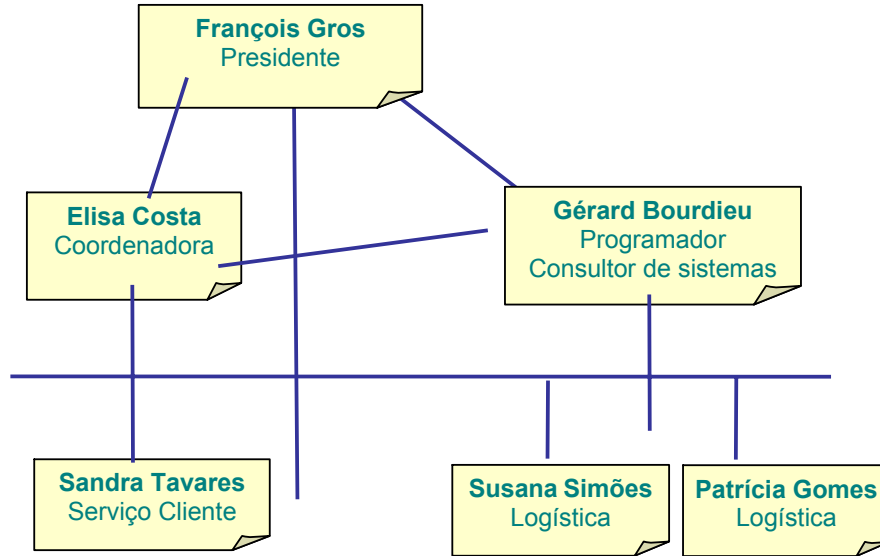 François Gros
Presidente
Elisa Costa
Coordenadora
Gérard Bourdieu
Programador
Consultor de sistemas
Sandra Tavares
Serviço Cliente
Susana Simões
Logística
Patrícia Gomes
Logística